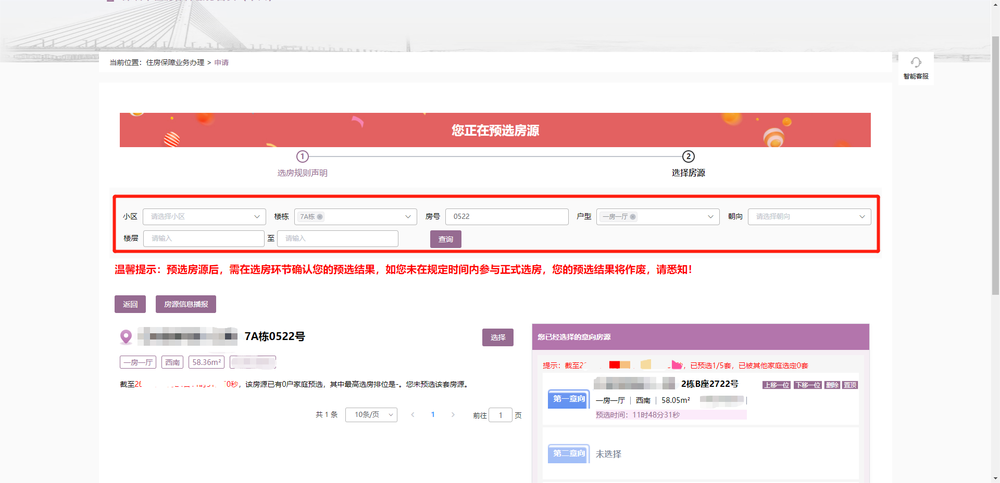 当前位置：住房保障业务办理 > 申请
智能客服
您正在预选房源
1
2
选房规则声明
选择房源
小区 请选择小区 楼栋 7A栋 房号 0522 户型 一房一厅 朝向 请选择朝向
楼层 请输入 至 请输入 查询
温馨提示：预选房源后，需在选房环节确认您的预选结果，如您未在规定时间内参与正式选房，您的预选结果将作废，请悉知！
返回 房源信息播报
7A栋0522号 选择
一房一厅 西南 58.36m²
截至20 0秒，该房源已有0户家庭预选，其中最高选房排位是-。您未预选该套房源。
共 1 条 10条/页 1 前往 1 页
您已经选择的意向房源
提示：截至2 秒，已预选1/5套，已被其他家庭选定0套
第一意向
2栋B座2722号 上移一位 下移一位 删除 置顶
一房一厅 西南 58.05m²
预选时间：11时48分31秒
第二意向 未选择